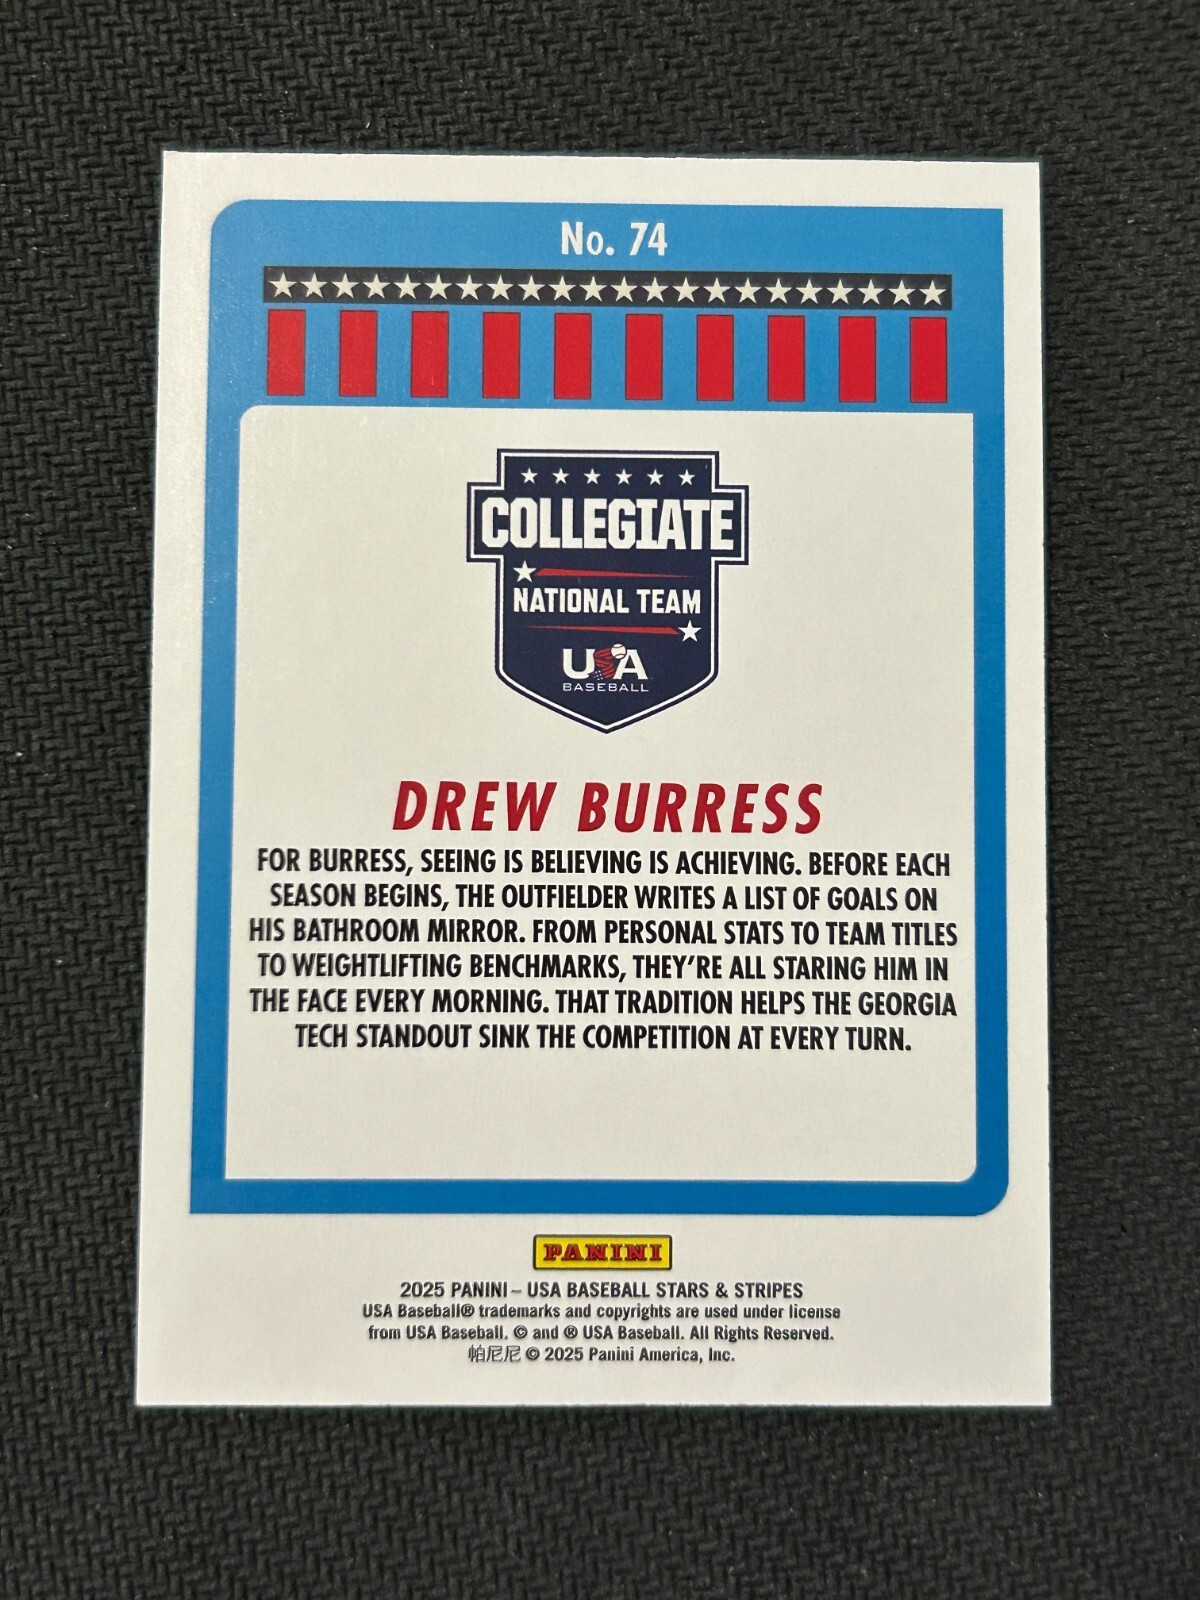 No. 74
COLLEGIATE
NATIONAL TEAM
USA
BASEBALL
DREW BURRESS
FOR BURRESS, SEEING IS BELIEVING IS ACHIEVING. BEFORE EACH
SEASON BEGINS, THE OUTFIELDER WRITES A LIST OF GOALS ON
HIS BATHROOM MIRROR. FROM PERSONAL STATS TO TEAM TITLES
TO WEIGHTLIFTING BENCHMARKS, THEY'RE ALL STARING HIM IN
THE FACE EVERY MORNING. THAT TRADITION HELPS THE GEORGIA
TECH STANDOUT SINK THE COMPETITION AT EVERY TURN.
PANINI
2025 PANINI – USA BASEBALL STARS & STRIPES
USA Baseball® trademarks and copyrights are used under license
from USA Baseball. © and ® USA Baseball. All Rights Reserved.
帕尼尼 © 2025 Panini America, Inc.